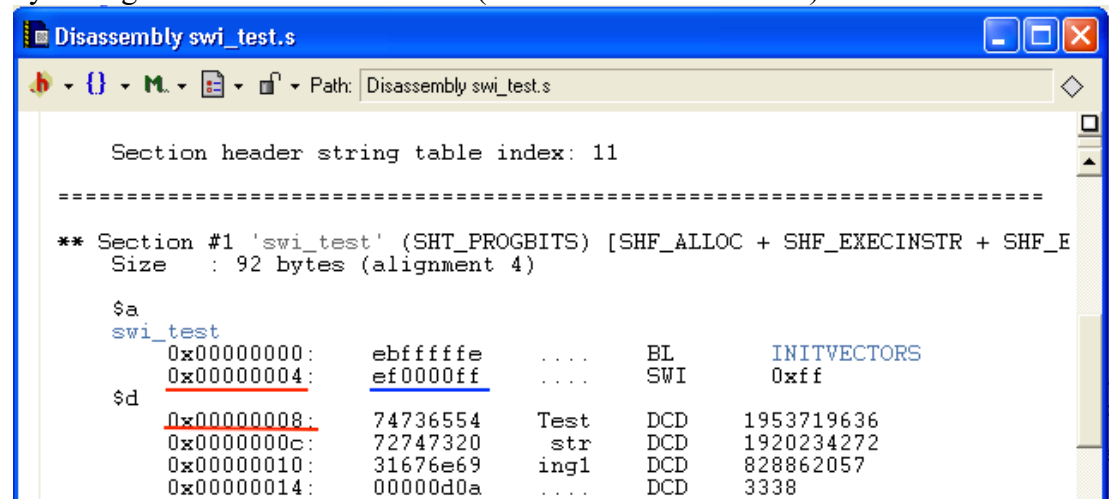 Disassembly swi_test.s
h {} M.. Path: Disassembly swi_test.s
Section header string table index: 11
========================================================================
** Section #1 'swi_test' (SHT_PROGBITS) [SHF_ALLOC + SHF_EXECINSTR + SHF_E
Size : 92 bytes (alignment 4)
$a
swi_test
0x00000000: ebfffffe .... BL INITVECTORS
0x00000004: ef0000ff .... SWI 0xff
$d
0x00000008: 74736554 Test DCD 1953719636
0x0000000c: 72747320 str DCD 1920234272
0x00000010: 31676e69 ing1 DCD 828862057
0x00000014: 00000d0a .... DCD 3338